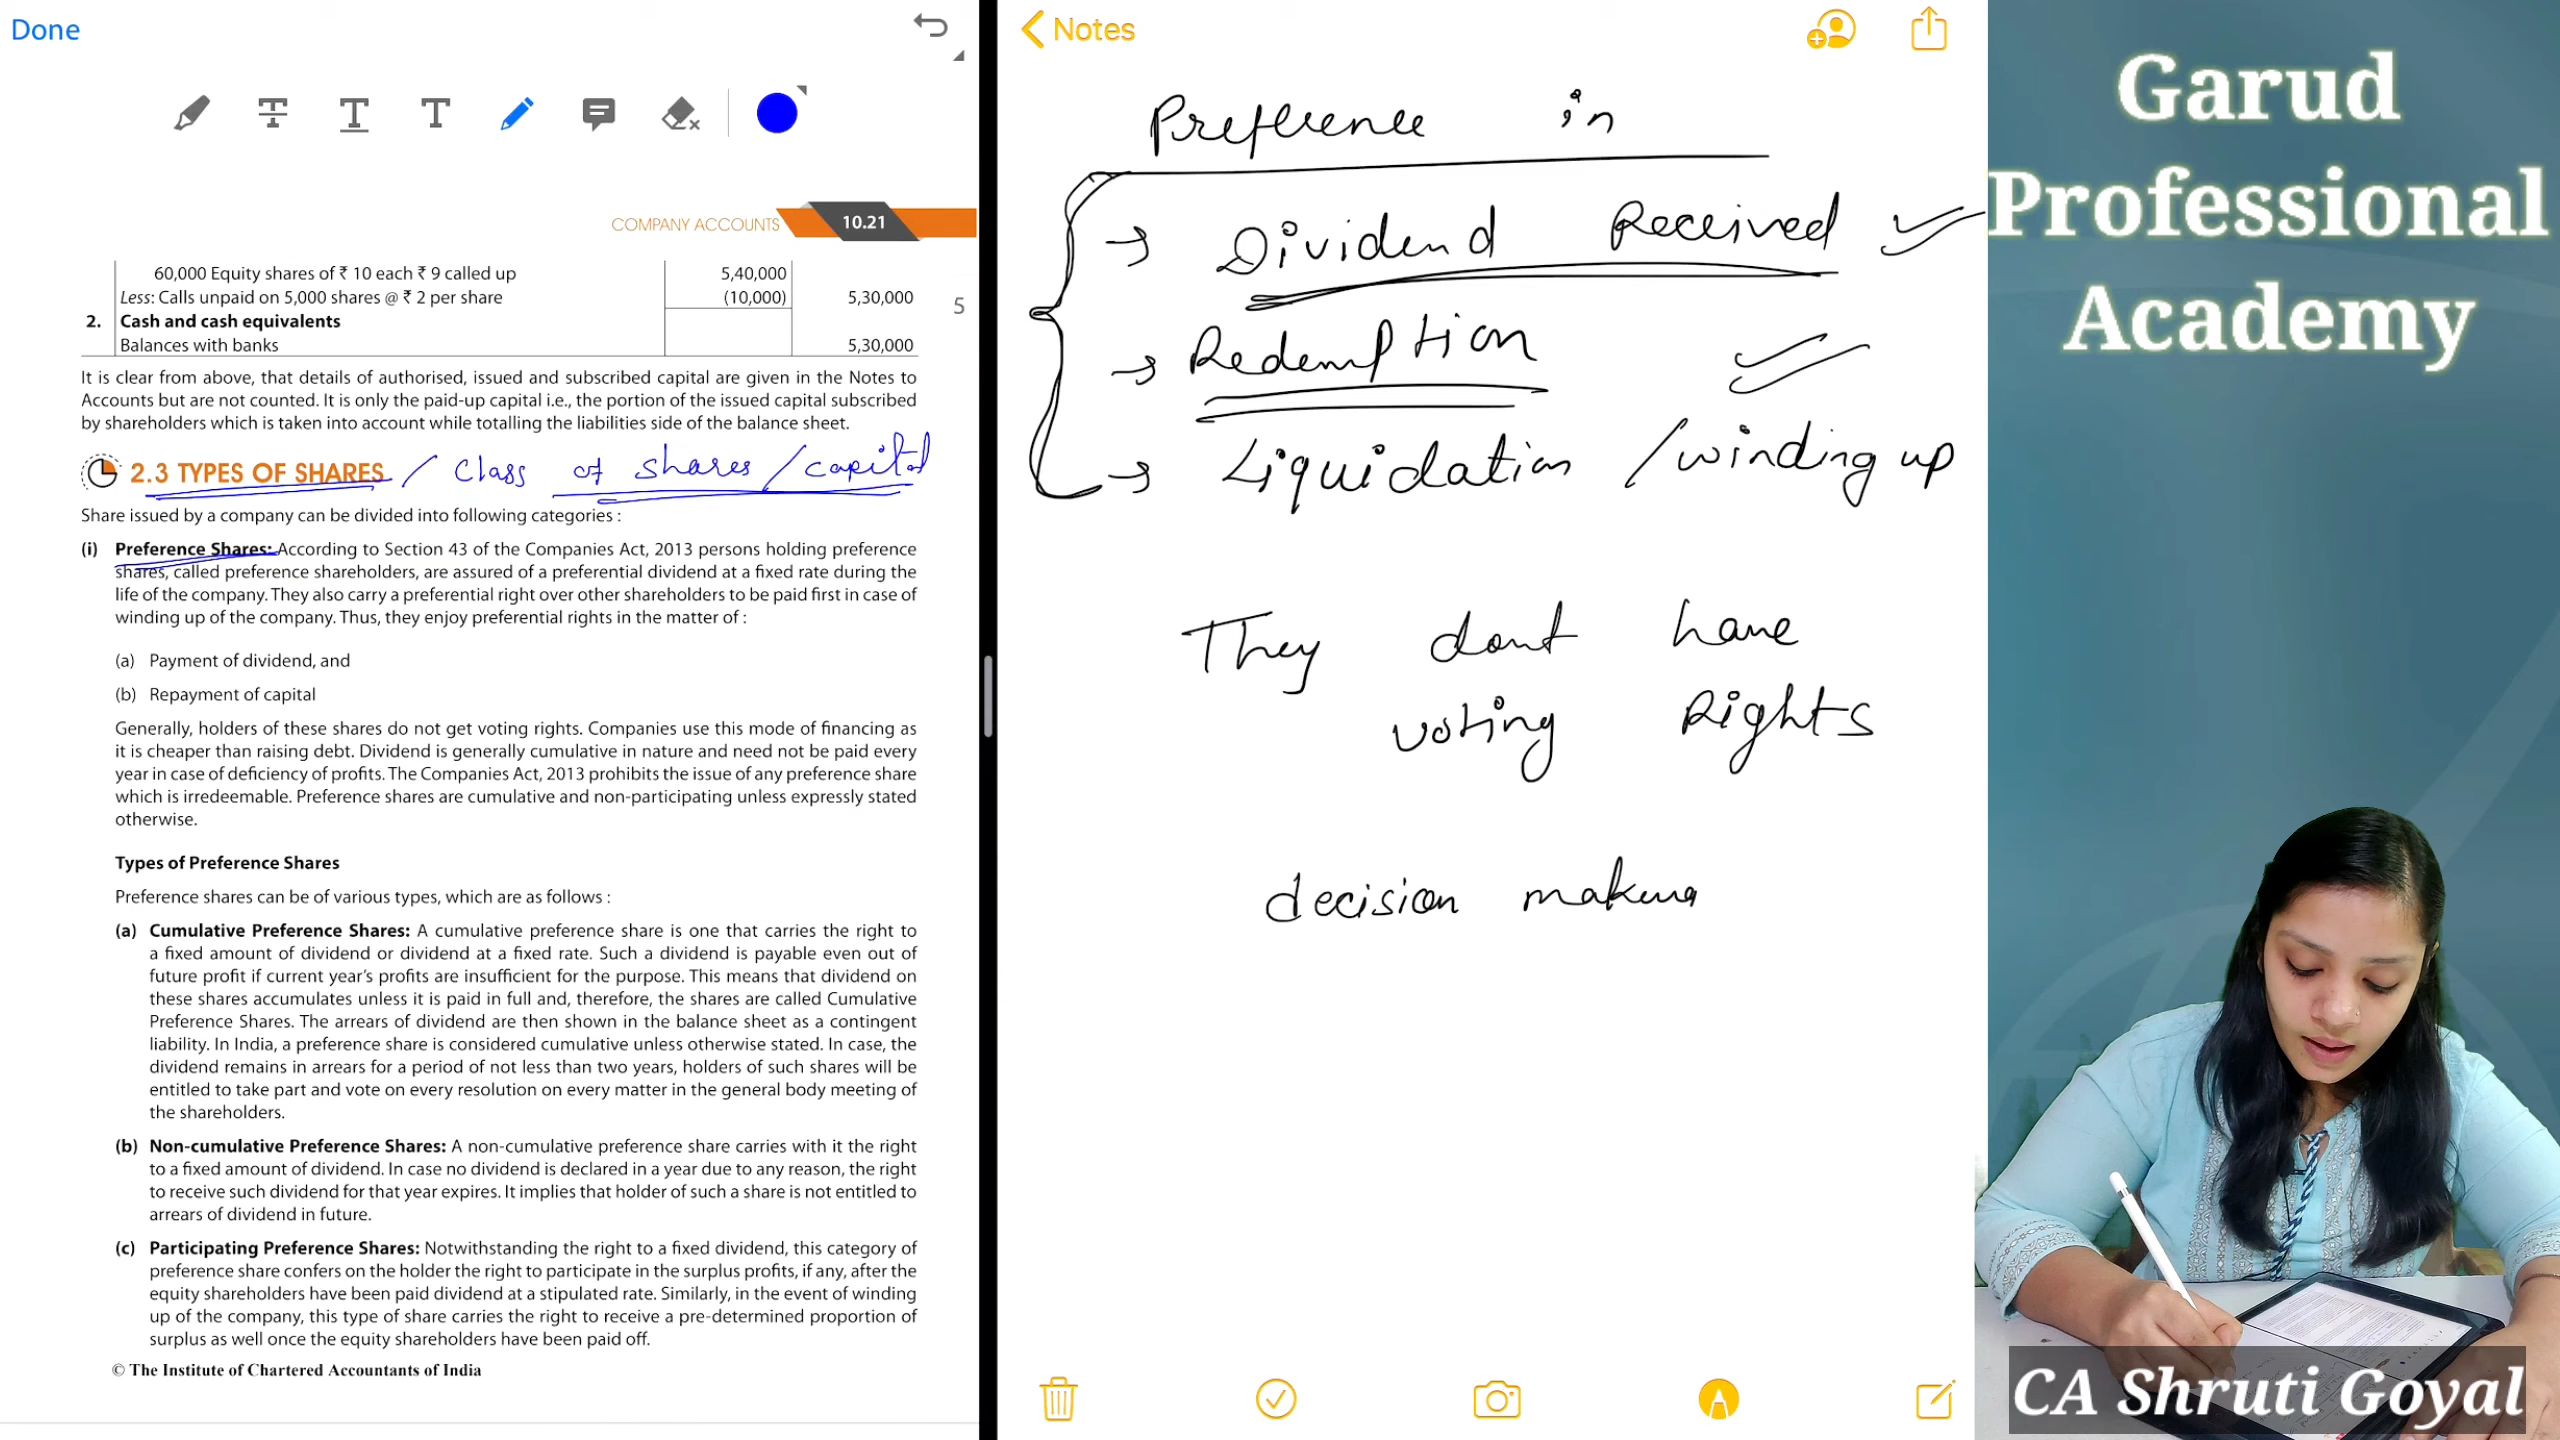 Done
COMPANY ACCOUNTS 10.21
60,000 Equity shares of ₹ 10 each ₹ 9 called up 5,40,000
Less: Calls unpaid on 5,000 shares @ ₹ 2 per share (10,000) 5,30,000
5
2. Cash and cash equivalents
Balances with banks 5,30,000
It is clear from above, that details of authorised, issued and subscribed capital are given in the Notes to
Accounts but are not counted. It is only the paid-up capital i.e., the portion of the issued capital subscribed
by shareholders which is taken into account while totalling the liabilities side of the balance sheet.
2.3 TYPES OF SHARES / Class of shares / capital
Share issued by a company can be divided into following categories :
(i) Preference Shares: According to Section 43 of the Companies Act, 2013 persons holding preference
shares, called preference shareholders, are assured of a preferential dividend at a fixed rate during the
life of the company. They also carry a preferential right over other shareholders to be paid first in case of
winding up of the company. Thus, they enjoy preferential rights in the matter of :
(a) Payment of dividend, and
(b) Repayment of capital
Generally, holders of these shares do not get voting rights. Companies use this mode of financing as
it is cheaper than raising debt. Dividend is generally cumulative in nature and need not be paid every
year in case of deficiency of profits. The Companies Act, 2013 prohibits the issue of any preference share
which is irredeemable. Preference shares are cumulative and non-participating unless expressly stated
otherwise.
Types of Preference Shares
Preference shares can be of various types, which are as follows :
(a) Cumulative Preference Shares: A cumulative preference share is one that carries the right to
a fixed amount of dividend or dividend at a fixed rate. Such a dividend is payable even out of
future profit if current year's profits are insufficient for the purpose. This means that dividend on
these shares accumulates unless it is paid in full and, therefore, the shares are called Cumulative
Preference Shares. The arrears of dividend are then shown in the balance sheet as a contingent
liability. In India, a preference share is considered cumulative unless otherwise stated. In case, the
dividend remains in arrears for a period of not less than two years, holders of such shares will be
entitled to take part and vote on every resolution on every matter in the general body meeting of
the shareholders.
(b) Non-cumulative Preference Shares: A non-cumulative preference share carries with it the right
to a fixed amount of dividend. In case no dividend is declared in a year due to any reason, the right
to receive such dividend for that year expires. It implies that holder of such a share is not entitled to
arrears of dividend in future.
(c) Participating Preference Shares: Notwithstanding the right to a fixed dividend, this category of
preference share confers on the holder the right to participate in the surplus profits, if any, after the
equity shareholders have been paid dividend at a stipulated rate. Similarly, in the event of winding
up of the company, this type of share carries the right to receive a pre-determined proportion of
surplus as well once the equity shareholders have been paid off.
© The Institute of Chartered Accountants of India
Notes
Preference in
→ Dividend Received
→ Redemption
→ Liquidation / winding up
They dont have
voting Rights
decision making
Garud
Professional
Academy
CA Shruti Goyal